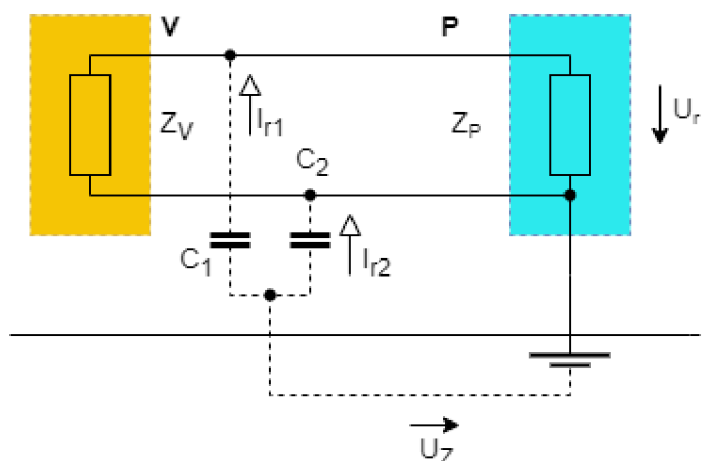 V
P
Z_V
I_r1
Z_P
U_r
C_2
C_1
I_r2
U_Z